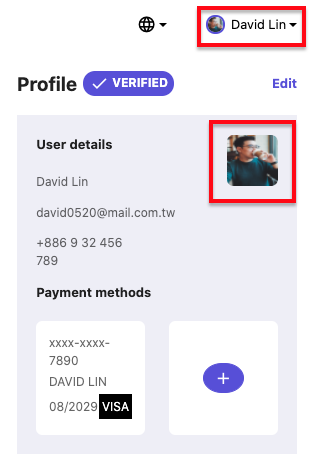 David Lin
Profile
VERIFIED
Edit
User details
David Lin
david0520@mail.com.tw
+886 9 32 456
789
Payment methods
xxxx-xxxx-
7890
DAVID LIN
08/2029 VISA
+